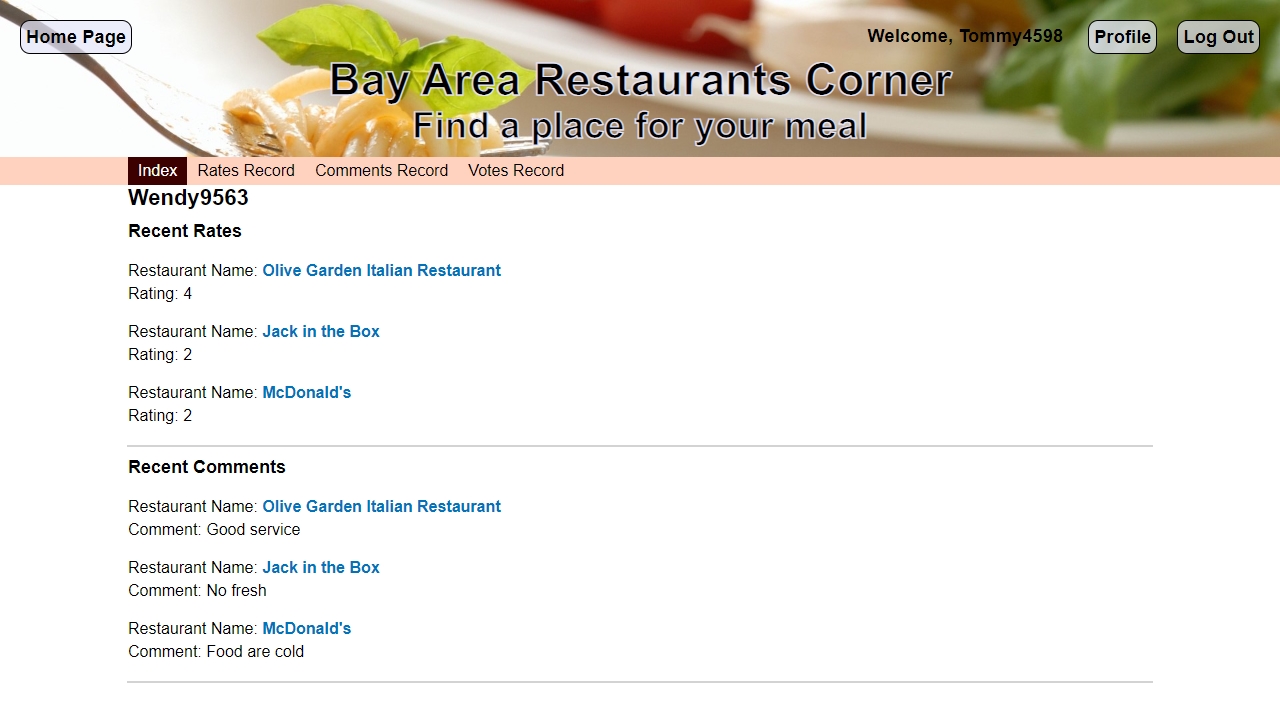 Home Page
Welcome, Tommy4598
Profile
Log Out
Bay Area Restaurants Corner
Find a place for your meal
Index
Rates Record
Comments Record
Votes Record
Wendy9563
Recent Rates
Restaurant Name: Olive Garden Italian Restaurant
Rating: 4
Restaurant Name: Jack in the Box
Rating: 2
Restaurant Name: McDonald's
Rating: 2
Recent Comments
Restaurant Name: Olive Garden Italian Restaurant
Comment: Good service
Restaurant Name: Jack in the Box
Comment: No fresh
Restaurant Name: McDonald's
Comment: Food are cold